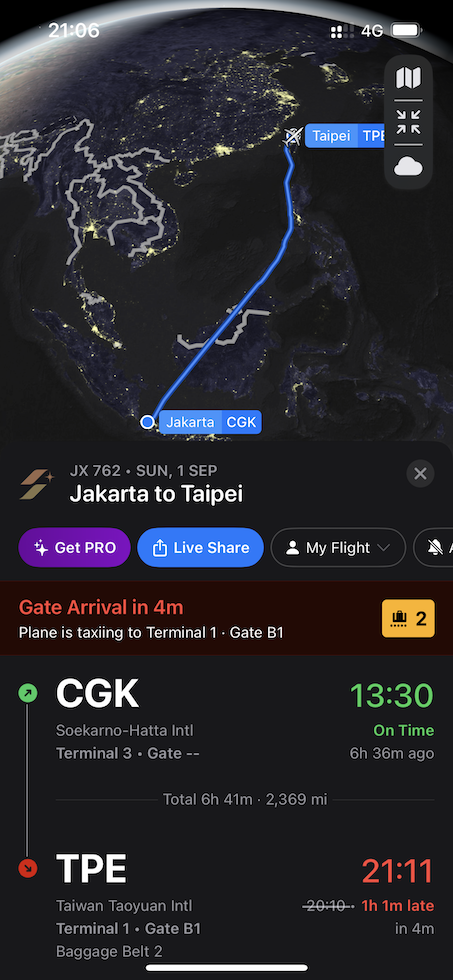 21:06 4G
Taipei TPE
Jakarta CGK
JX 762 • SUN, 1 SEP
Jakarta to Taipei
Get PRO Live Share My Flight
Gate Arrival in 4m
Plane is taxiing to Terminal 1 · Gate B1
2
CGK 13:30
Soekarno-Hatta Intl On Time
Terminal 3 • Gate -- 6h 36m ago
Total 6h 41m · 2,369 mi
TPE 21:11
Taiwan Taoyuan Intl 20:10 • 1h 1m late
Terminal 1 • Gate B1 in 4m
Baggage Belt 2